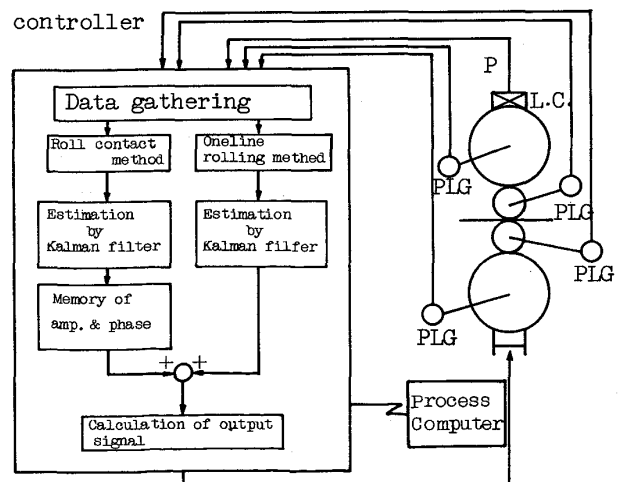 controller
Data gathering
Roll contact
method
Oneline
rolling methed
Estimation
by
Kalman filter
Estimation
by
Kalman filfer
Memory of
amp. & phase
+
+
Calculation of output
signal
P
L.C.
PLG
PLG
PLG
PLG
Process
Computer